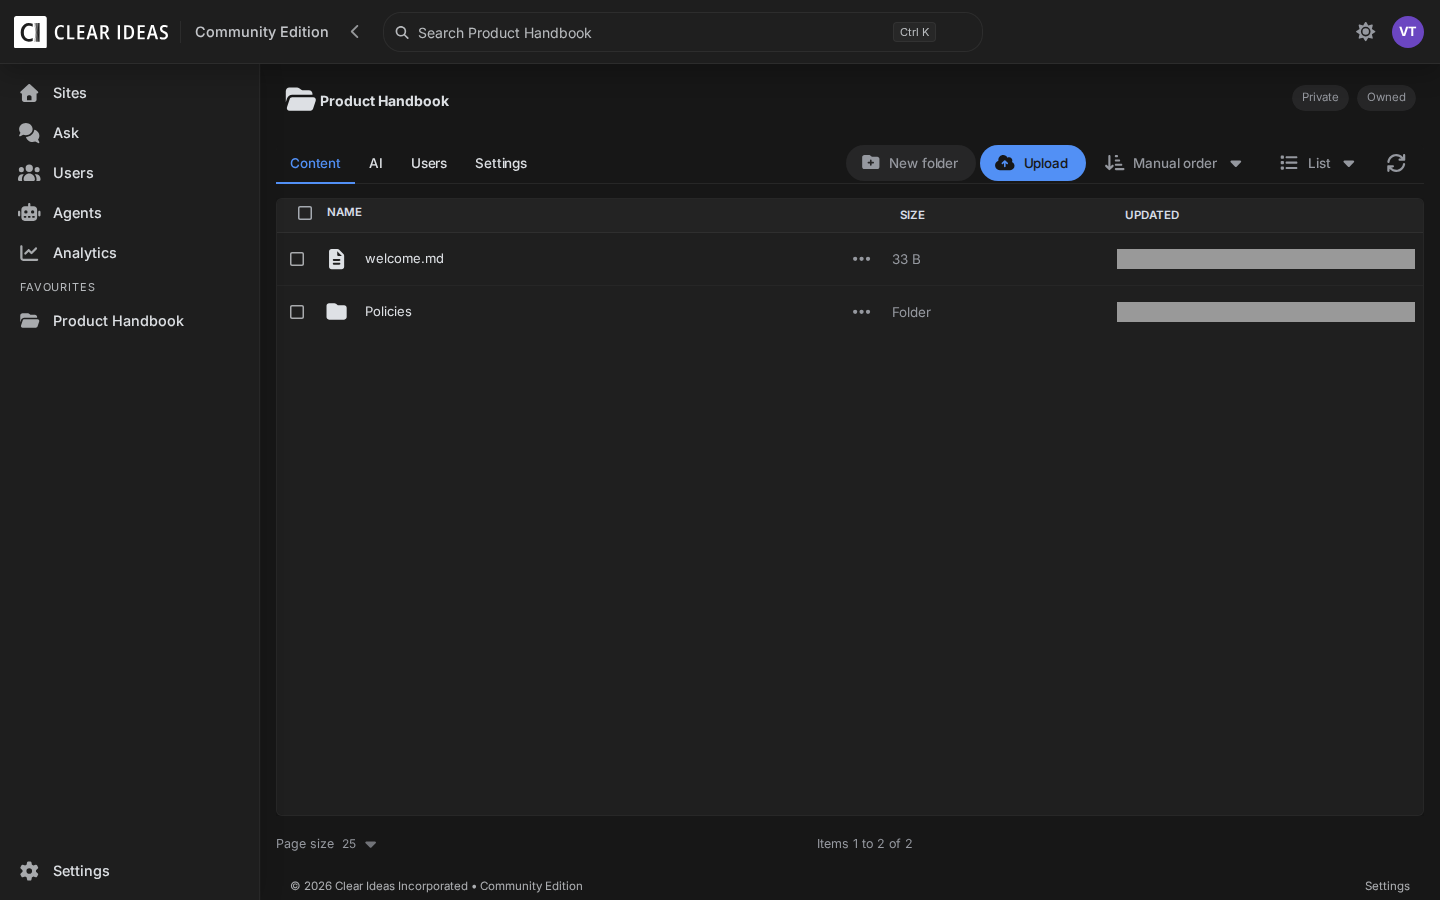 CI CLEAR IDEAS Community Edition Search Product Handbook Ctrl K VT
Sites
Ask
Users
Agents
Analytics
FAVOURITES
Product Handbook
Settings
Product Handbook Private Owned
Content AI Users Settings New folder Upload Manual order List
NAME SIZE UPDATED
welcome.md 33 B
Policies Folder
Page size 25 Items 1 to 2 of 2
© 2026 Clear Ideas Incorporated • Community Edition Settings